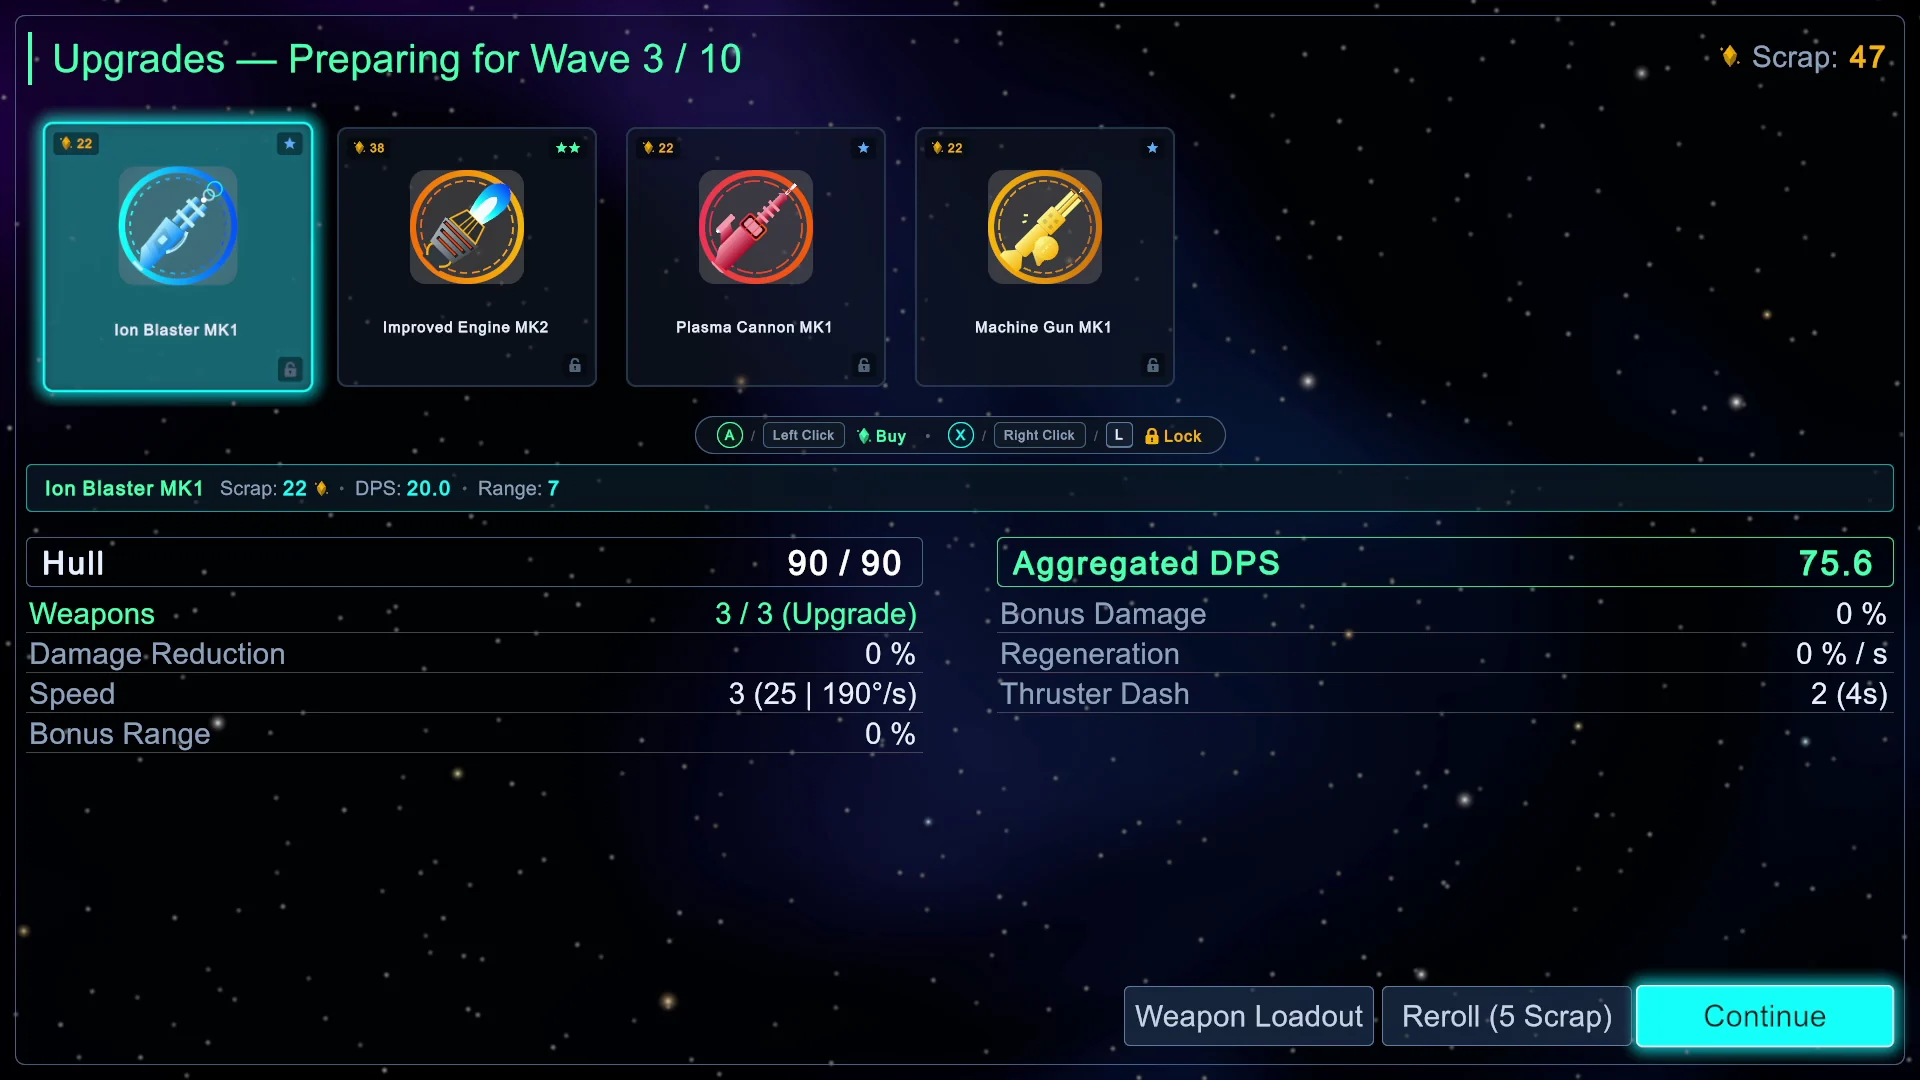 Upgrades — Preparing for Wave 3 / 10
Scrap: 47
22
Ion Blaster MK1
38
Improved Engine MK2
22
Plasma Cannon MK1
22
Machine Gun MK1
A / Left Click Buy • X / Right Click / L Lock
Ion Blaster MK1 Scrap: 22 • DPS: 20.0 • Range: 7
Hull 90 / 90
Weapons 3 / 3 (Upgrade)
Damage Reduction 0 %
Speed 3 (25 | 190°/s)
Bonus Range 0 %
Aggregated DPS 75.6
Bonus Damage 0 %
Regeneration 0 % / s
Thruster Dash 2 (4s)
Weapon Loadout
Reroll (5 Scrap)
Continue